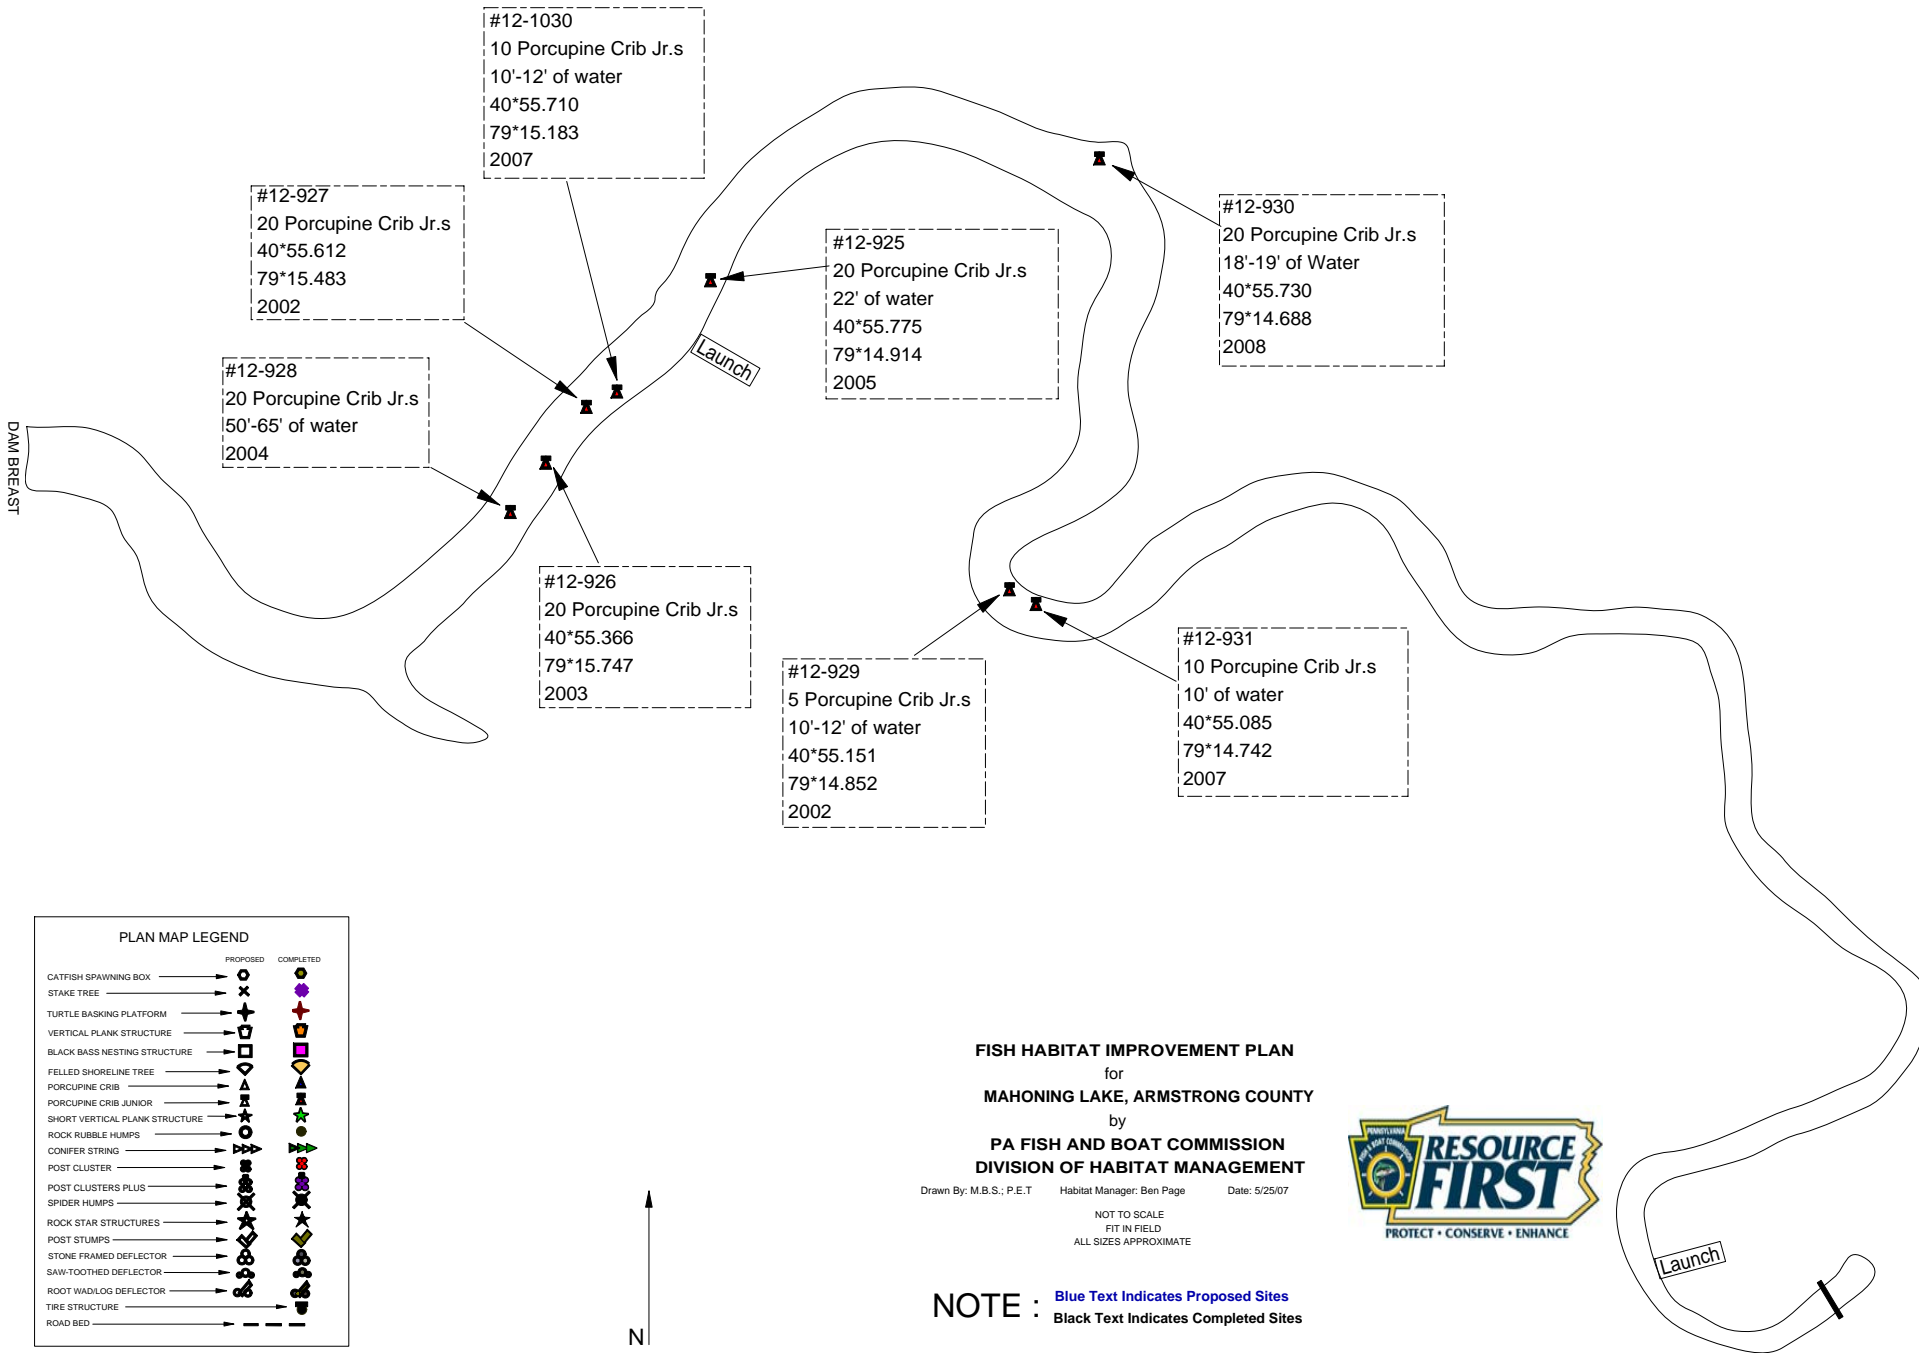 #12-1030
10 Porcupine Crib Jr.s
10'-12' of water
40*55.710
79*15.183
2007
#12-927
20 Porcupine Crib Jr.s
40*55.612
79*15.483
2002
#12-928
20 Porcupine Crib Jr.s
50'-65' of water
2004
#12-925
20 Porcupine Crib Jr.s
22' of water
40*55.775
79*14.914
2005
#12-930
20 Porcupine Crib Jr.s
18'-19' of Water
40*55.730
79*14.688
2008
Launch
DAM BREAST
#12-926
20 Porcupine Crib Jr.s
40*55.366
79*15.747
2003
#12-929
5 Porcupine Crib Jr.s
10'-12' of water
40*55.151
79*14.852
2002
#12-931
10 Porcupine Crib Jr.s
10' of water
40*55.085
79*14.742
2007
PLAN MAP LEGEND
PROPOSED COMPLETED
CATFISH SPAWNING BOX
STAKE TREE
TURTLE BASKING PLATFORM
VERTICAL PLANK STRUCTURE
BLACK BASS NESTING STRUCTURE
FELLED SHORELINE TREE
PORCUPINE CRIB
PORCUPINE CRIB JUNIOR
SHORT VERTICAL PLANK STRUCTURE
ROCK RUBBLE HUMPS
CONIFER STRING
POST CLUSTER
POST CLUSTERS PLUS
SPIDER HUMPS
ROCK STAR STRUCTURES
POST STUMPS
STONE FRAMED DEFLECTOR
SAW-TOOTHED DEFLECTOR
ROOT WAD/LOG DEFLECTOR
TIRE STRUCTURE
ROAD BED
N
FISH HABITAT IMPROVEMENT PLAN
for
MAHONING LAKE, ARMSTRONG COUNTY
by
PA FISH AND BOAT COMMISSION
DIVISION OF HABITAT MANAGEMENT
Drawn By: M.B.S.; P.E.T Habitat Manager: Ben Page Date: 5/25/07
NOT TO SCALE
FIT IN FIELD
ALL SIZES APPROXIMATE
NOTE : Blue Text Indicates Proposed Sites
Black Text Indicates Completed Sites
PENNSYLVANIA
FISH & BOAT COMMISSION
RESOURCE
FIRST
PROTECT • CONSERVE • ENHANCE
Launch